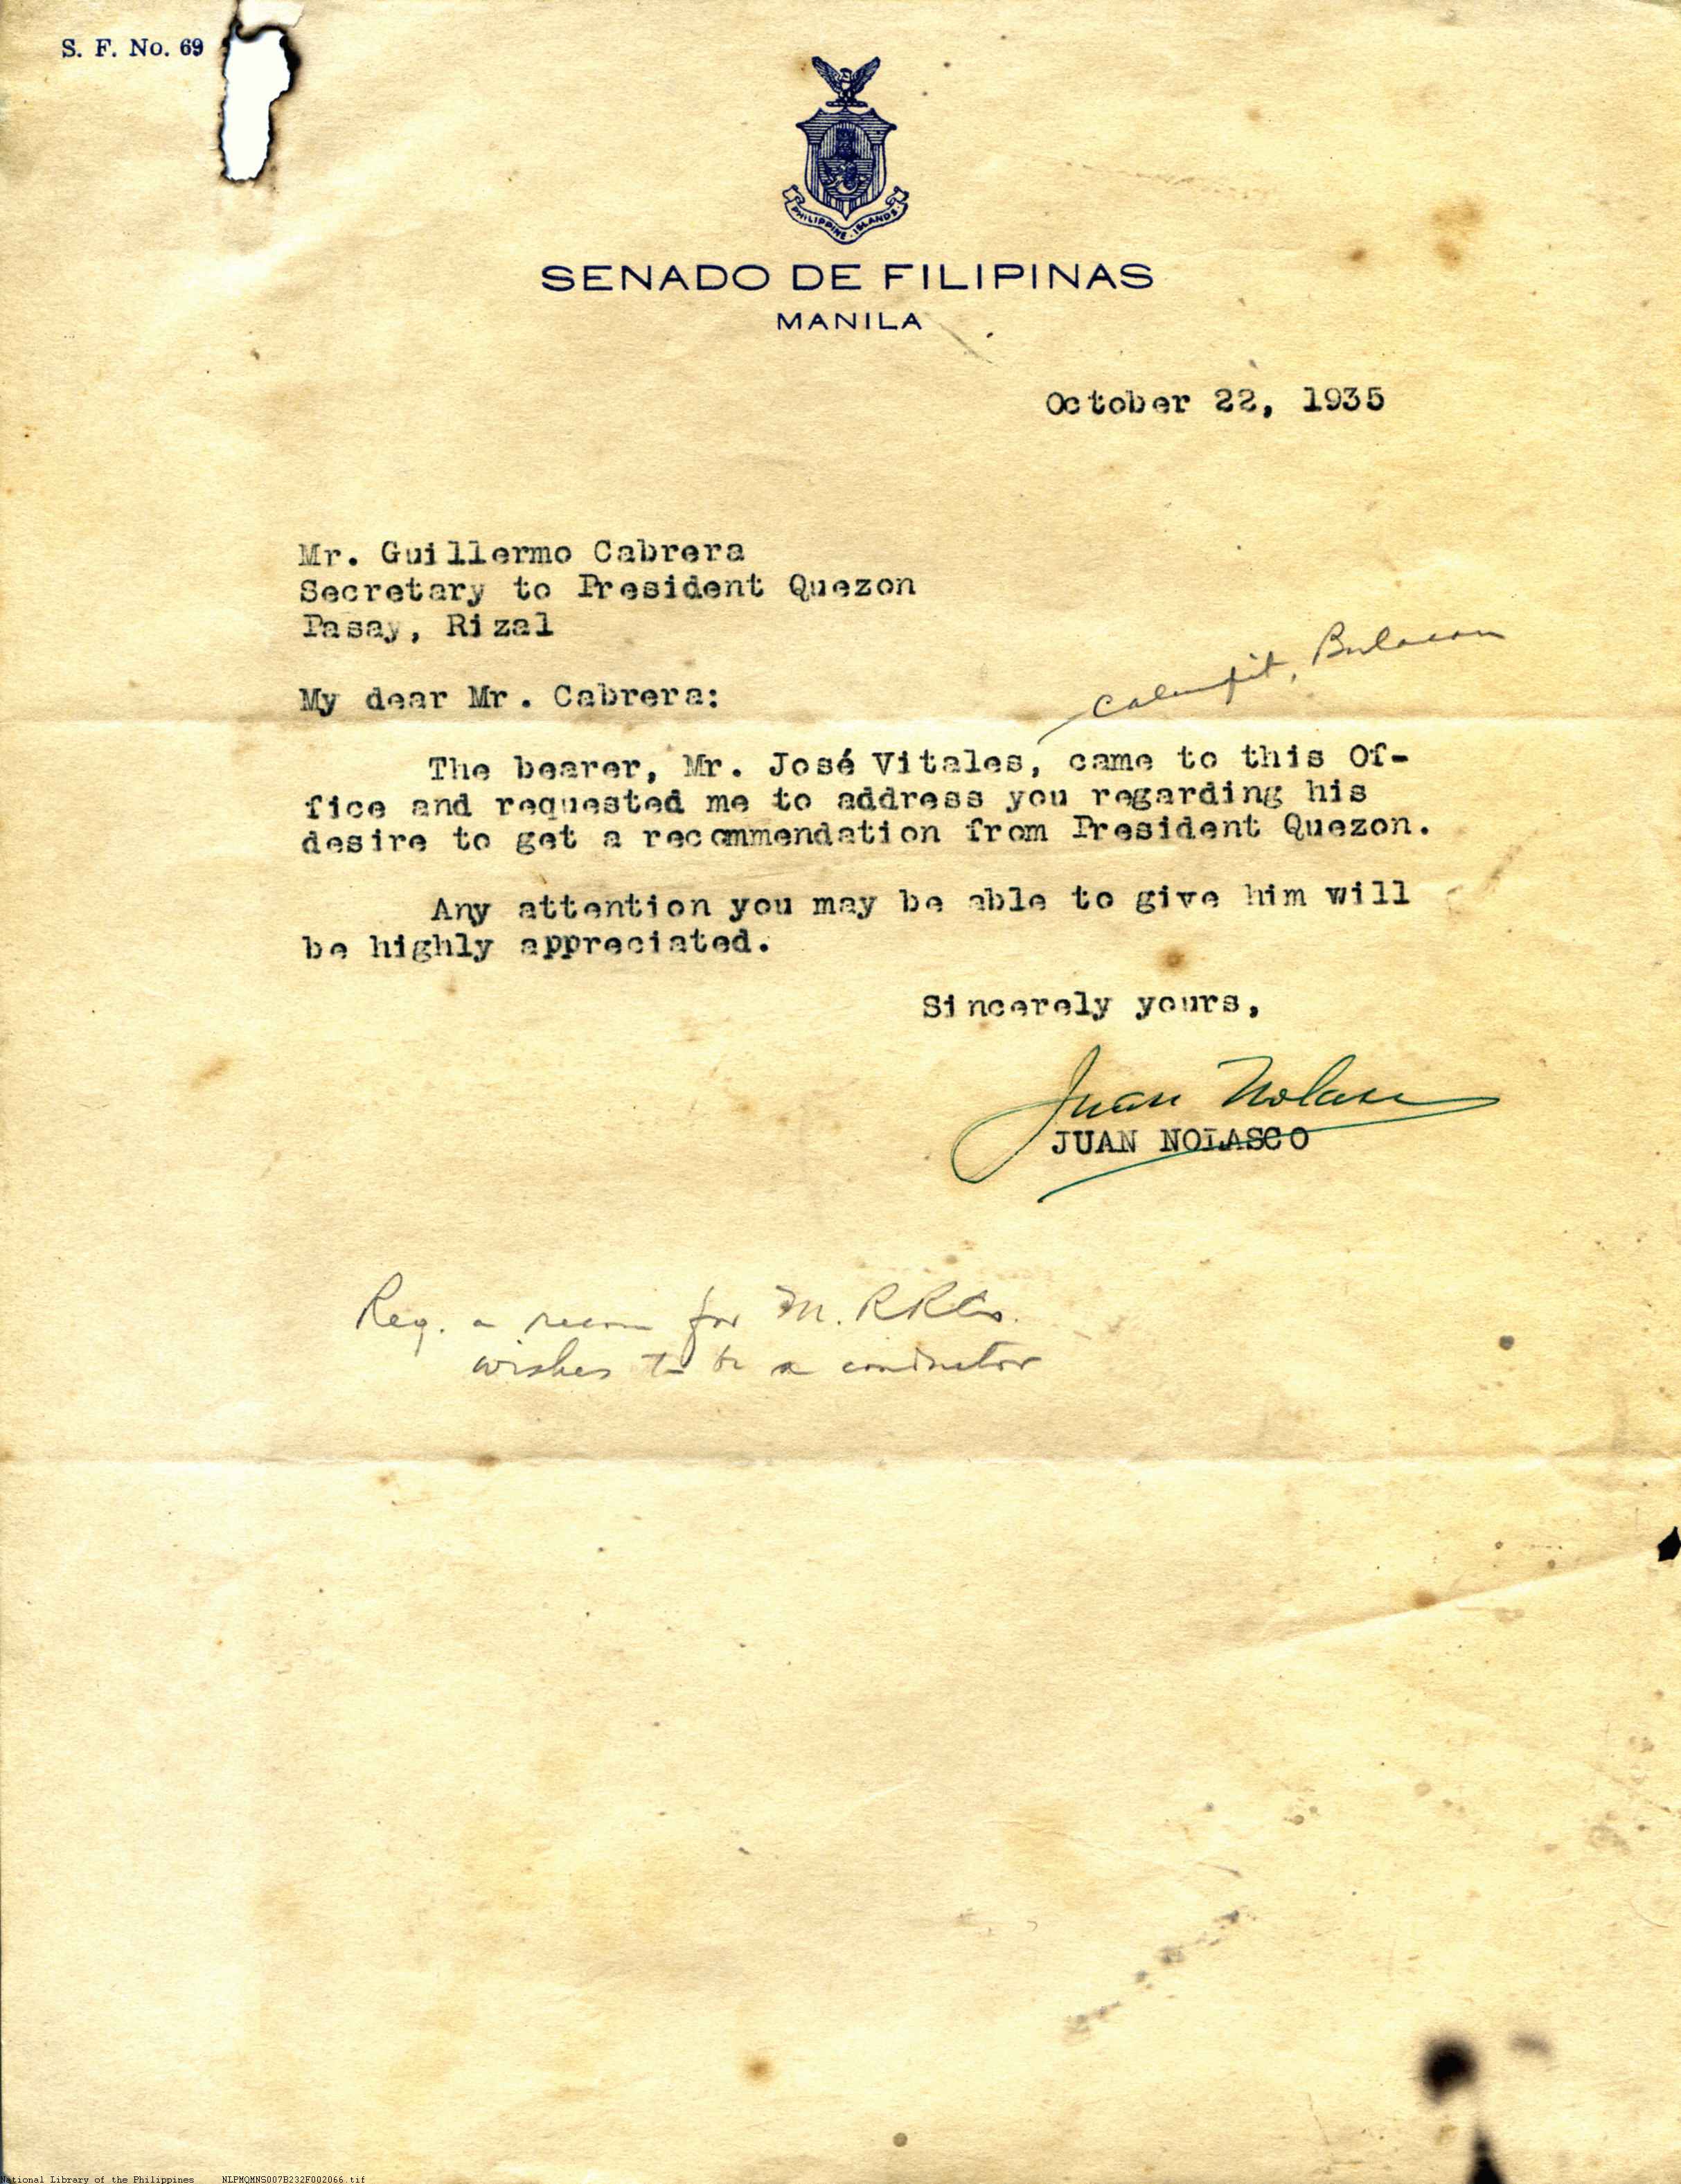 S. F. No. 69
PHILIPPINE ISLANDS
SENADO DE FILIPINAS
MANILA
October 22, 1935
Mr. Guillermo Cabrera
Secretary to President Quezon
Pasay, Rizal
Calumpit, Bulacan
My dear Mr. Cabrera:
The bearer, Mr. José Vitales, came to this Of-
fice and requested me to address you regarding his
desire to get a recommendation from President Quezon.
Any attention you may be able to give him will
be highly appreciated.
Sincerely yours,
Juan Nolasco
JUAN NOLASCO
Req. a recom for M. RR Co.
wishes to be a conductor
National Library of the Philippines NLPMQMNS007B232F002066.tif